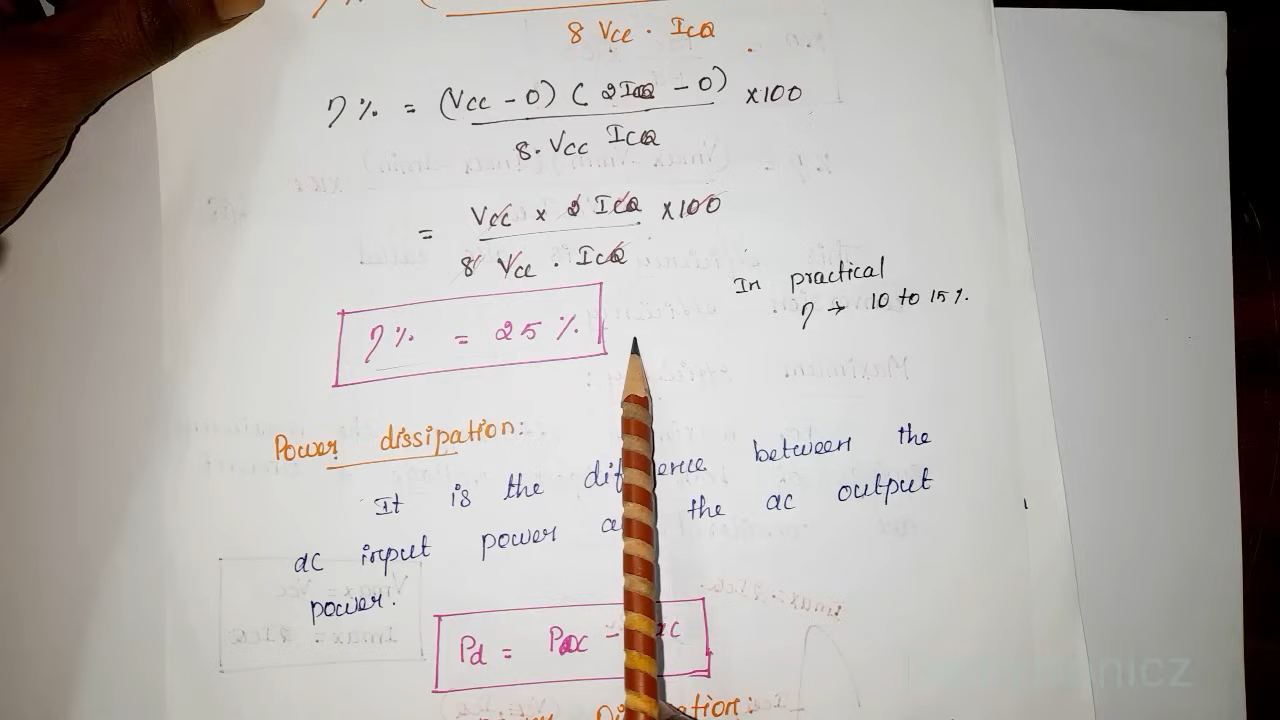 8 Vcc . ICQ
η % = (Vcc - 0) ( 2ICQ - 0) x100
8. Vcc ICQ
= Vcc x 2 ICQ x100
8 Vcc . ICQ
In practical
η → 10 to 15%.
η% = 25 %.
Power dissipation:
It is the between the
dc input power the ac output
power.
Pd = Pdc -